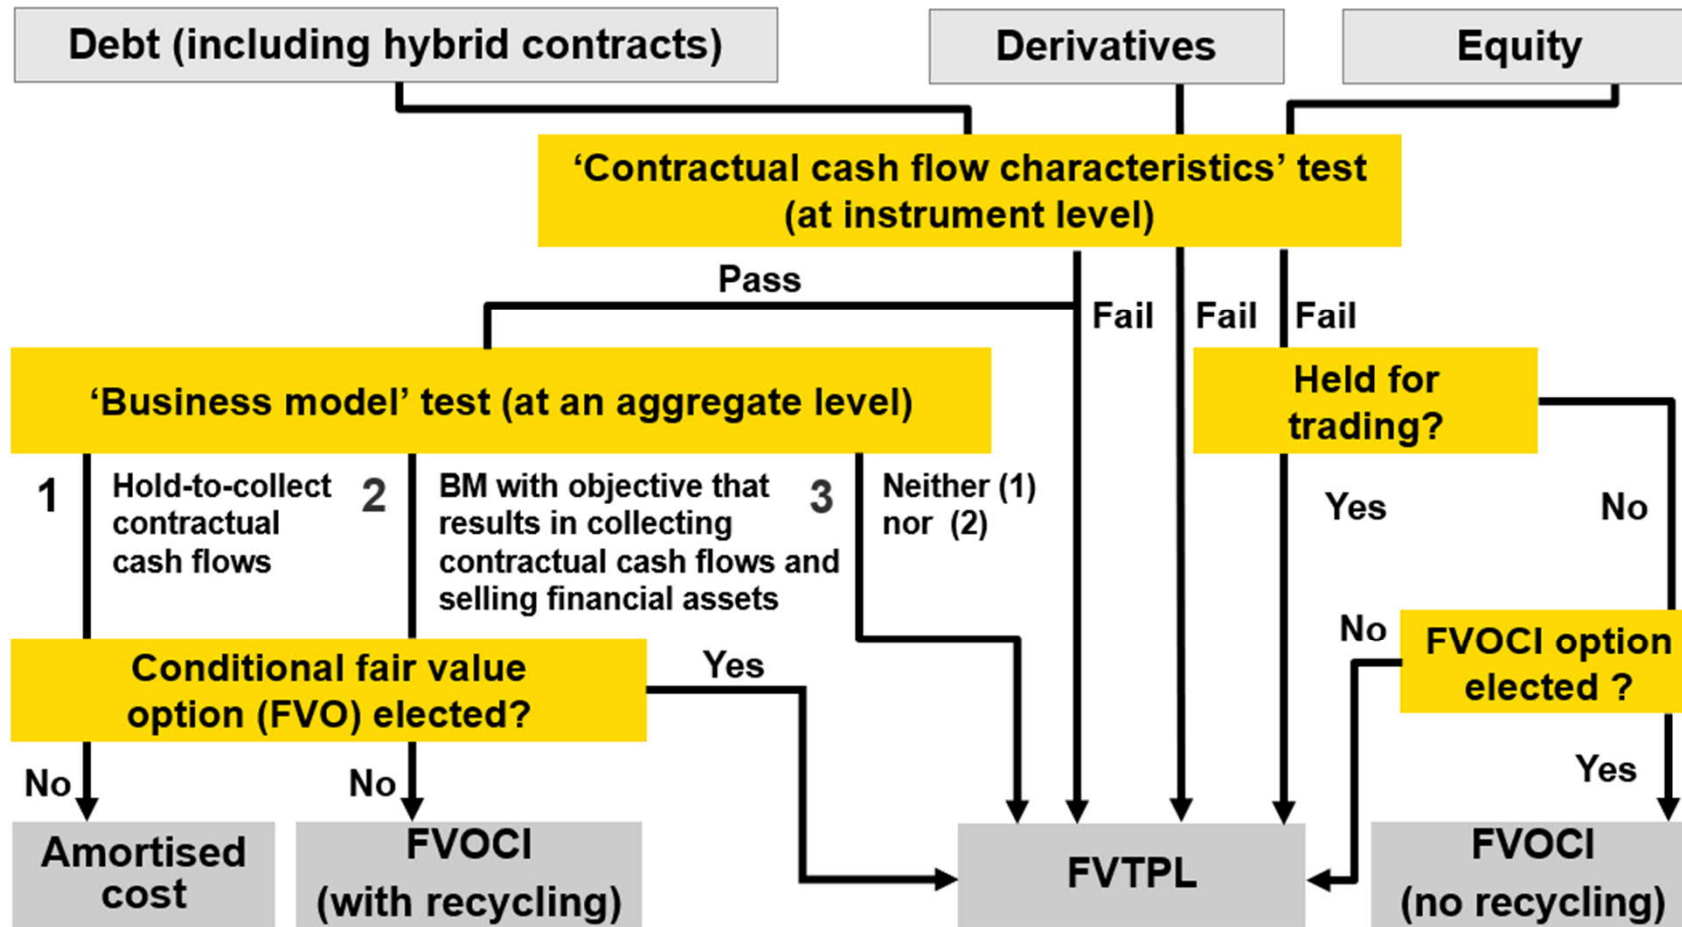 Debt (including hybrid contracts)
Derivatives
Equity
‘Contractual cash flow characteristics’ test
(at instrument level)
Pass
Fail
Fail
Fail
‘Business model’ test (at an aggregate level)
Held for
trading?
1
Hold-to-collect
contractual
cash flows
2
BM with objective that
results in collecting
contractual cash flows and
selling financial assets
3
Neither (1)
nor (2)
Yes
No
Conditional fair value
option (FVO) elected?
Yes
No
FVOCI option
elected ?
No
No
Yes
Amortised
cost
FVOCI
(with recycling)
FVTPL
FVOCI
(no recycling)